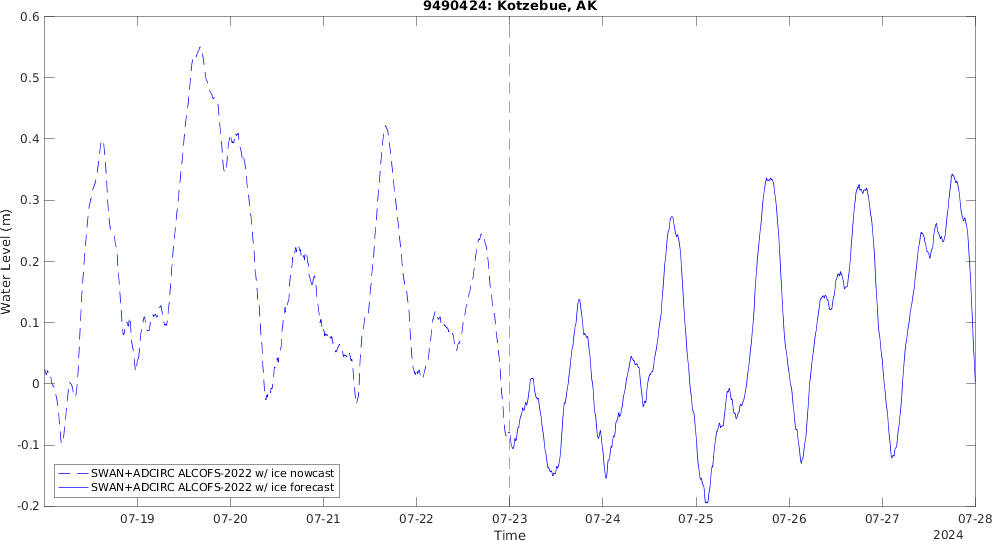 9490424: Kotzebue, AK
0.6
0.5
0.4
0.3
0.2
0.1
0
-0.1
-0.2
Water Level (m)
SWAN+ADCIRC ALCOFS-2022 w/ ice nowcast
SWAN+ADCIRC ALCOFS-2022 w/ ice forecast
07-19 07-20 07-21 07-22 07-23 07-24 07-25 07-26 07-27 07-28
Time
2024